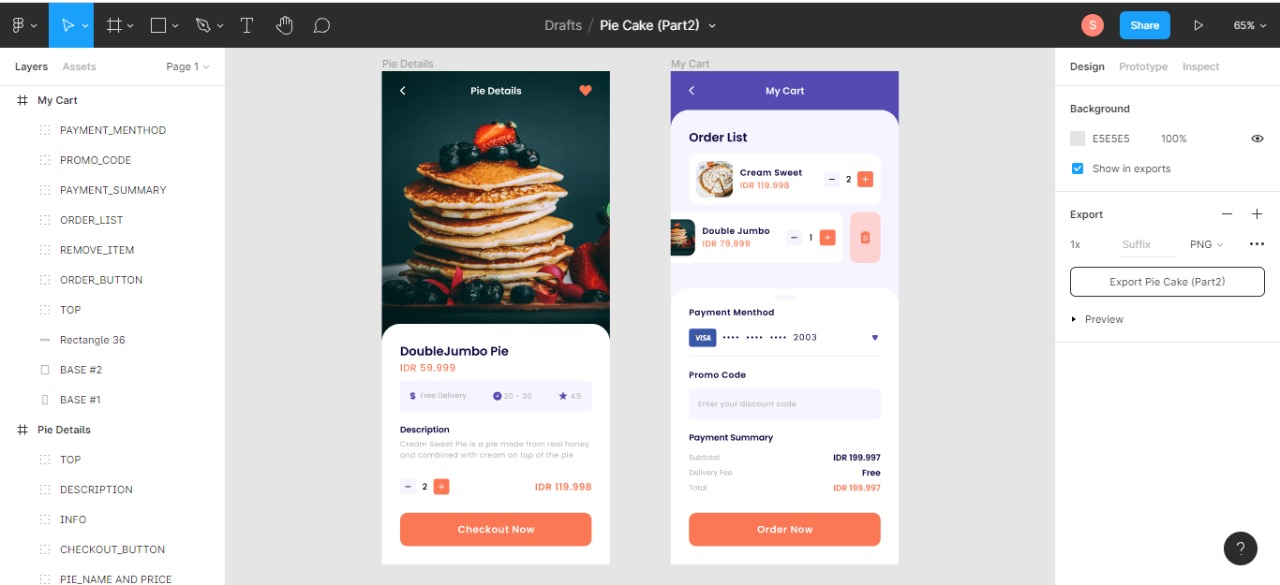 Drafts / Pie Cake (Part2)
S
Share
65%
Layers
Assets
Page 1
My Cart
PAYMENT_MENTHOD
PROMO_CODE
PAYMENT_SUMMARY
ORDER_LIST
REMOVE_ITEM
ORDER_BUTTON
TOP
Rectangle 36
BASE #2
BASE #1
Pie Details
TOP
DESCRIPTION
INFO
CHECKOUT_BUTTON
PIE_NAME AND PRICE
Pie Details
Pie Details
DoubleJumbo Pie
IDR 59.999
$ Free Delivery
20 - 30
4.5
Description
Cream Sweet Pie is a pie made from real honey
and combined with cream on top of the pie
− 2 +
IDR 119.998
Checkout Now
My Cart
My Cart
Order List
Cream Sweet
IDR 119.998
− 2 +
Double Jumbo
IDR 79.999
− 1 +
Payment Menthod
VISA •••• •••• •••• 2003
Promo Code
Enter your discount code
Payment Summary
Subtotal IDR 199.997
Delivery Fee Free
Total IDR 199.997
Order Now
Design
Prototype
Inspect
Background
E5E5E5 100%
Show in exports
Export
1x Suffix PNG
Export Pie Cake (Part2)
Preview
?